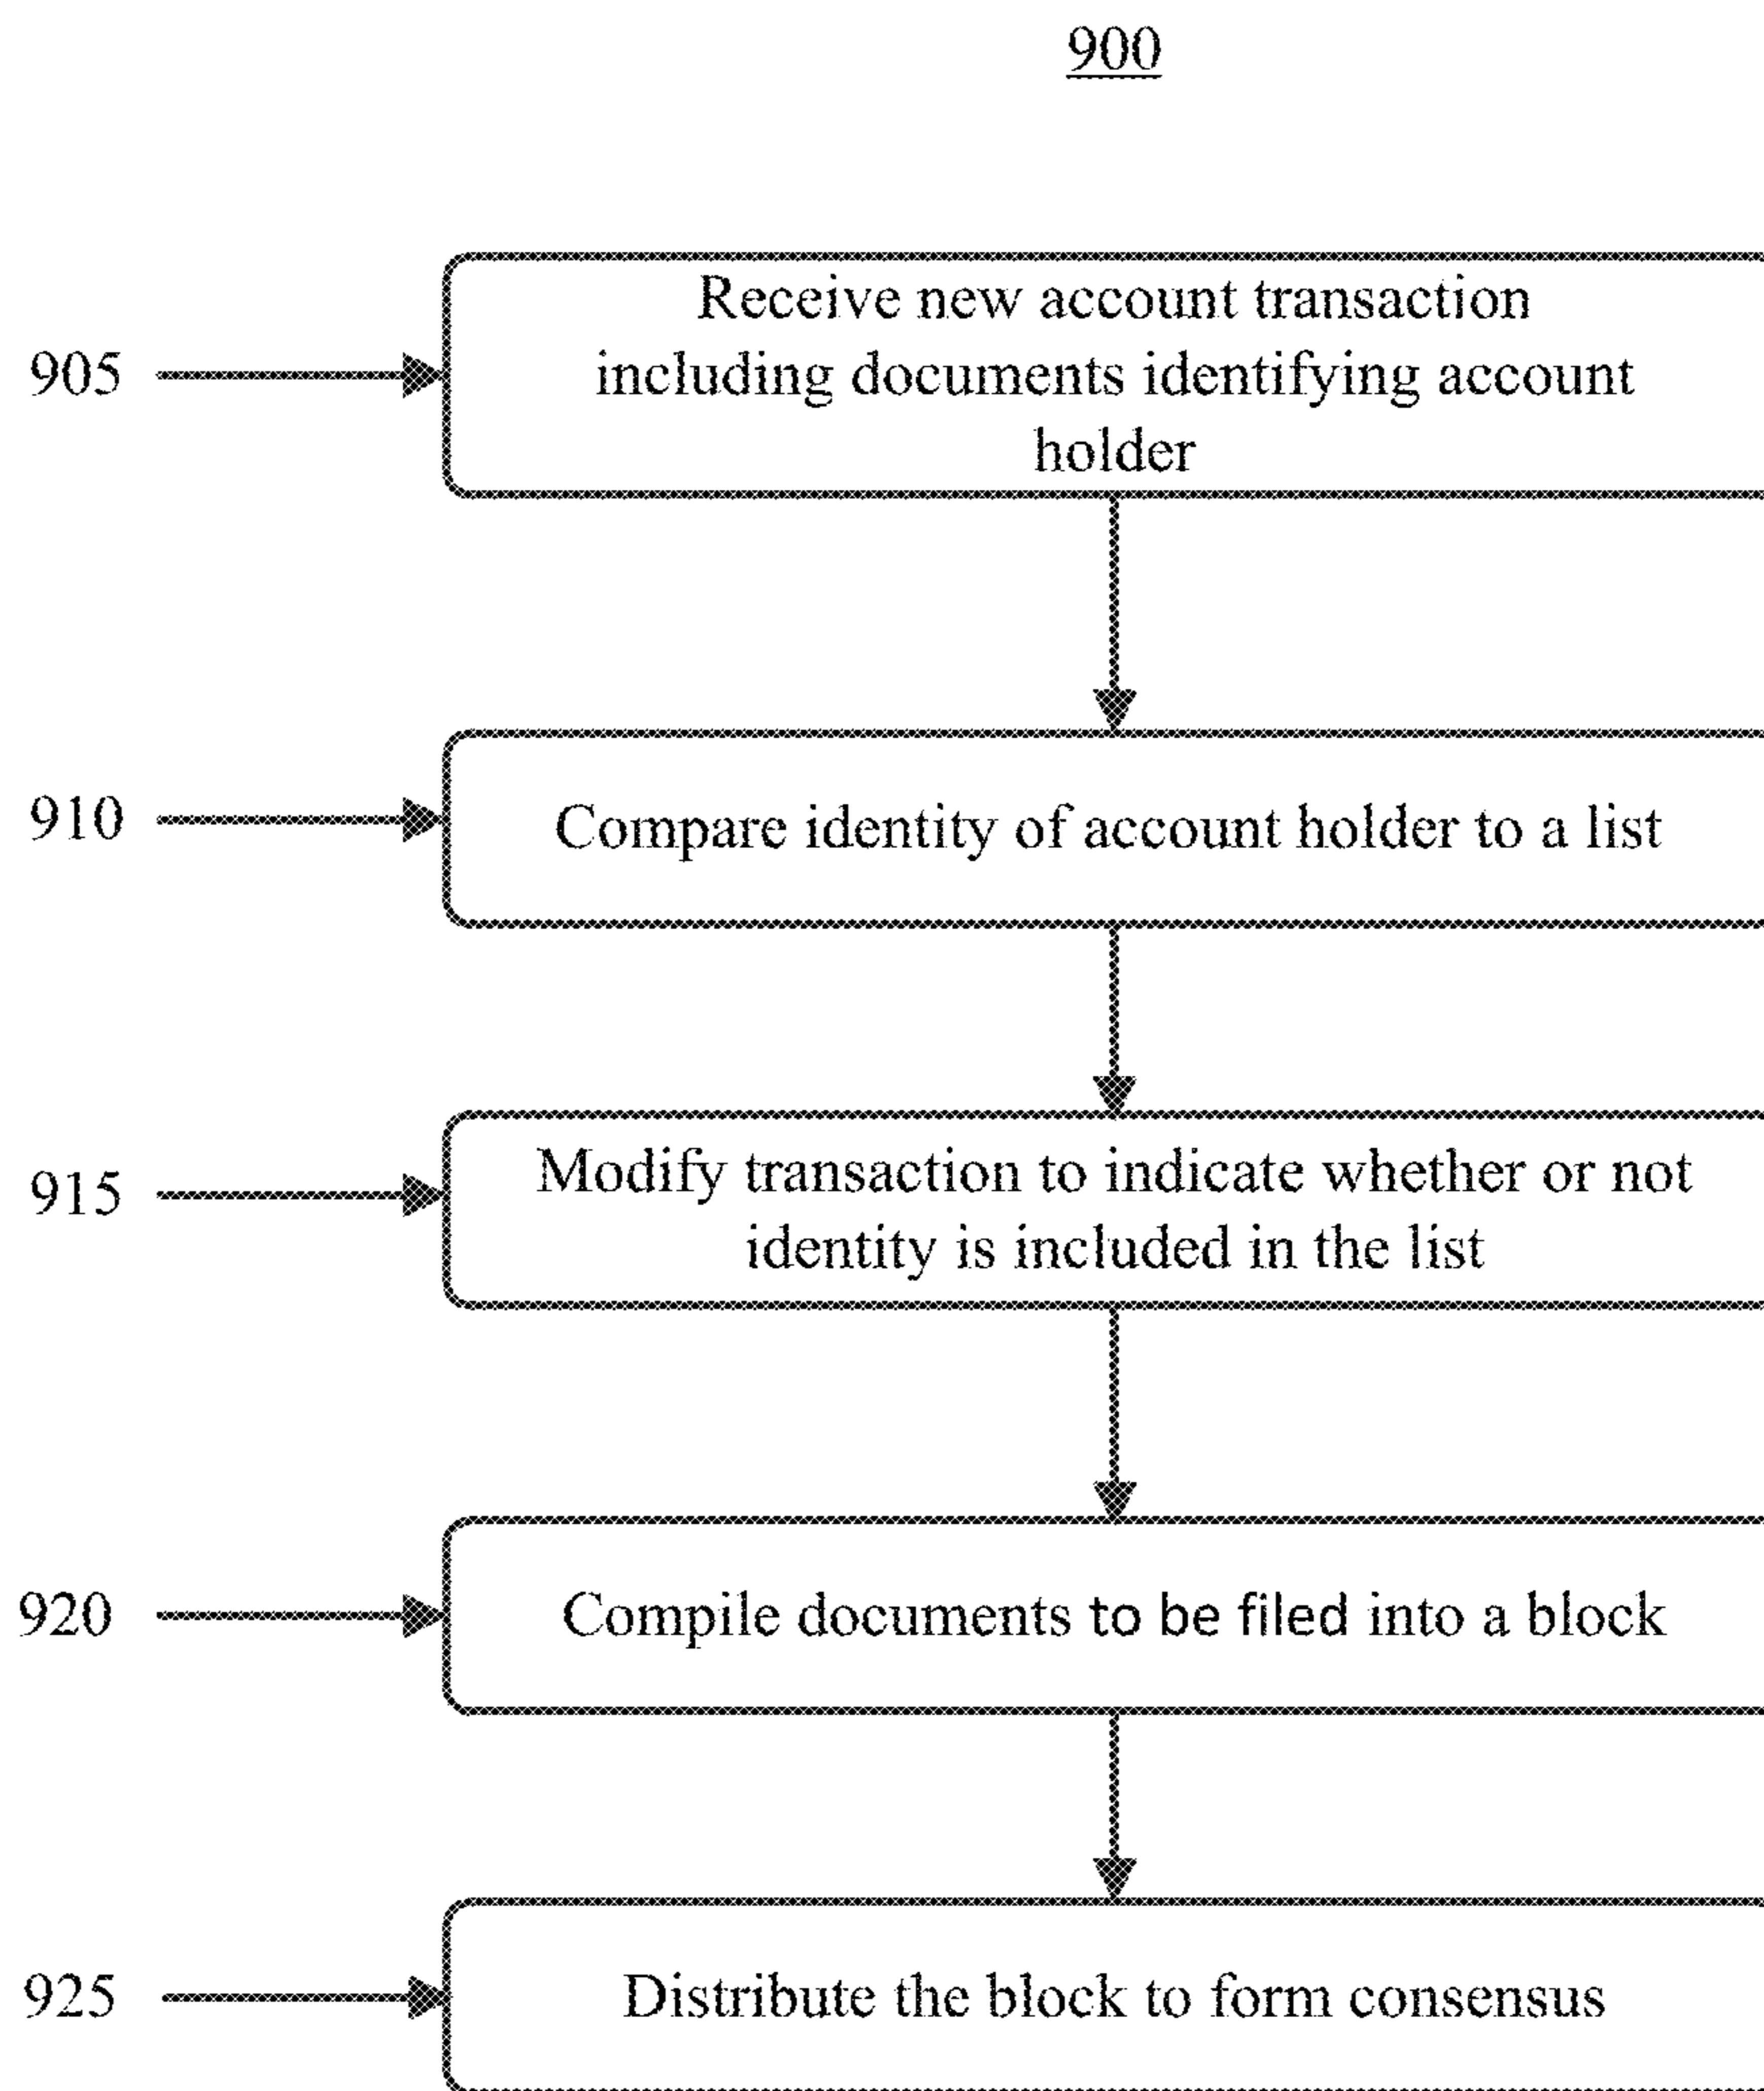 900
905
Receive new account transaction
including documents identifying account
holder
910
Compare identity of account holder to a list
915
Modify transaction to indicate whether or not
identity is included in the list
920
Compile documents to be filed into a block
925
Distribute the block to form consensus